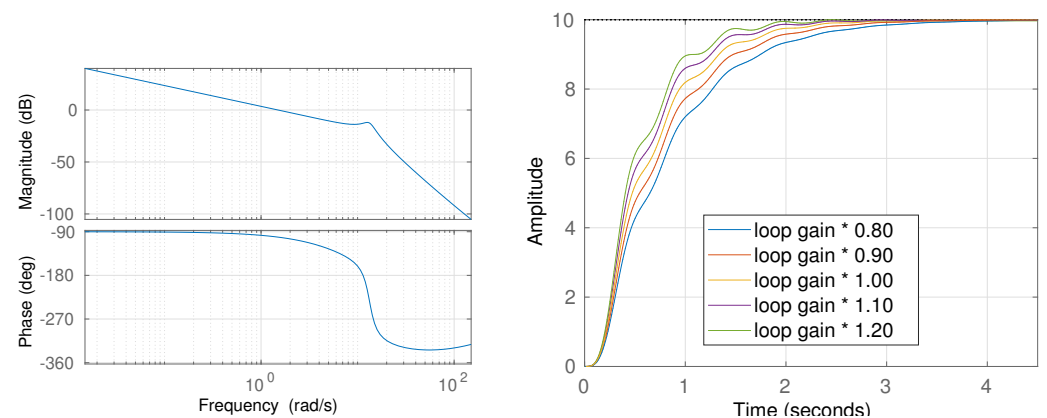 Magnitude (dB)
0
-50
-100
Phase (deg)
-90
-180
-270
-360
10^0
10^2
Frequency (rad/s)
Amplitude
10
8
6
4
2
0
loop gain * 0.80
loop gain * 0.90
loop gain * 1.00
loop gain * 1.10
loop gain * 1.20
0
1
2
3
4
Time (seconds)